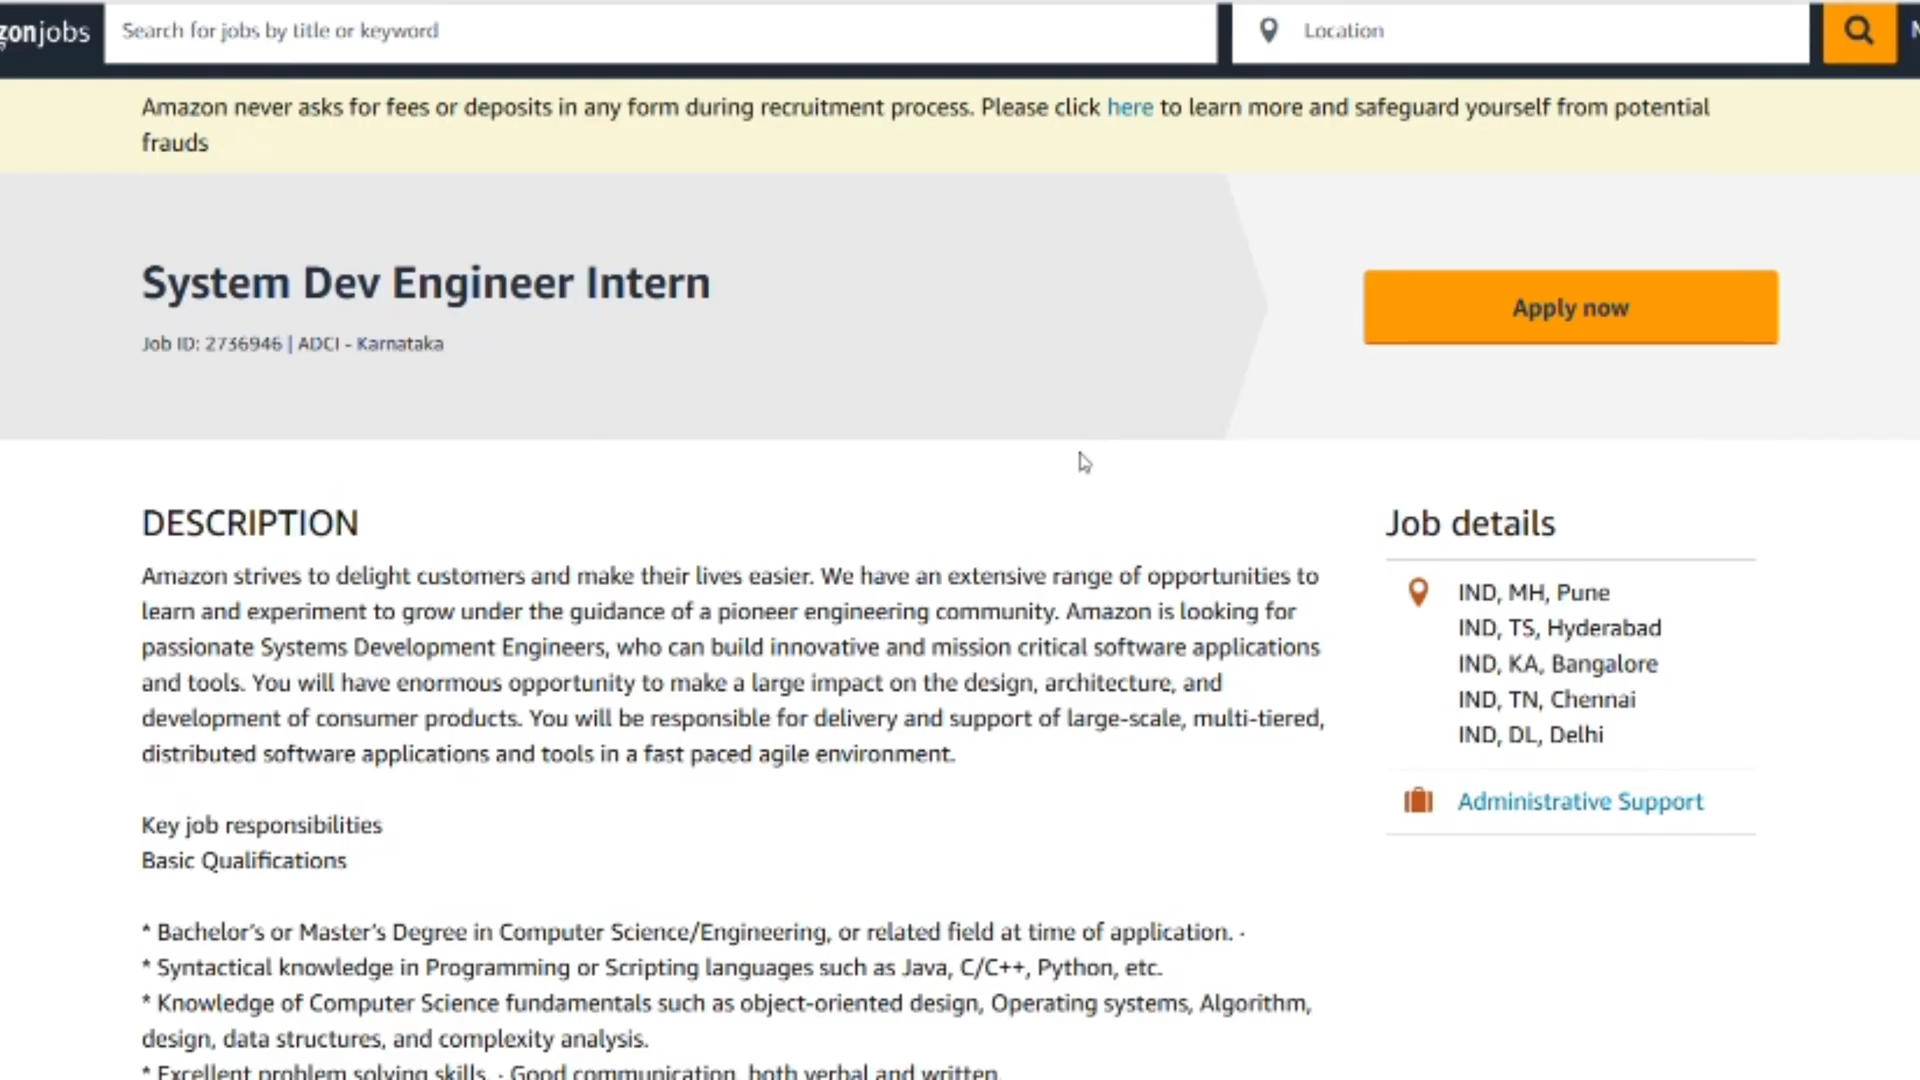 zonjobs
Search for jobs by title or keyword
Location
Amazon never asks for fees or deposits in any form during recruitment process. Please click here to learn more and safeguard yourself from potential
frauds
System Dev Engineer Intern
Apply now
Job ID: 2736946 | ADCI - Karnataka
DESCRIPTION
Amazon strives to delight customers and make their lives easier. We have an extensive range of opportunities to
learn and experiment to grow under the guidance of a pioneer engineering community. Amazon is looking for
passionate Systems Development Engineers, who can build innovative and mission critical software applications
and tools. You will have enormous opportunity to make a large impact on the design, architecture, and
development of consumer products. You will be responsible for delivery and support of large-scale, multi-tiered,
distributed software applications and tools in a fast paced agile environment.
Key job responsibilities
Basic Qualifications
* Bachelor's or Master's Degree in Computer Science/Engineering, or related field at time of application. ·
* Syntactical knowledge in Programming or Scripting languages such as Java, C/C++, Python, etc.
* Knowledge of Computer Science fundamentals such as object-oriented design, Operating systems, Algorithm,
design, data structures, and complexity analysis.
* Excellent problem solving skills. · Good communication, both verbal and written.
Job details
IND, MH, Pune
IND, TS, Hyderabad
IND, KA, Bangalore
IND, TN, Chennai
IND, DL, Delhi
Administrative Support